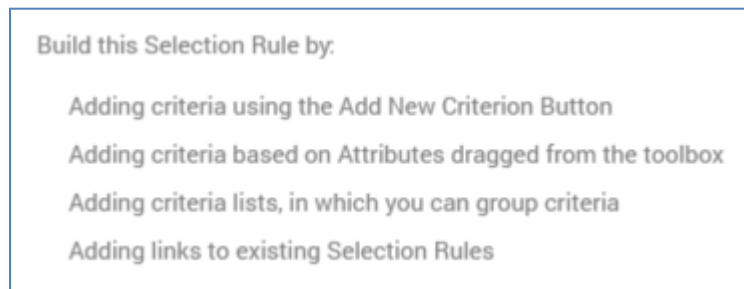 Build this Selection Rule by:
Adding criteria using the Add New Criterion Button
Adding criteria based on Attributes dragged from the toolbox
Adding criteria lists, in which you can group criteria
Adding links to existing Selection Rules